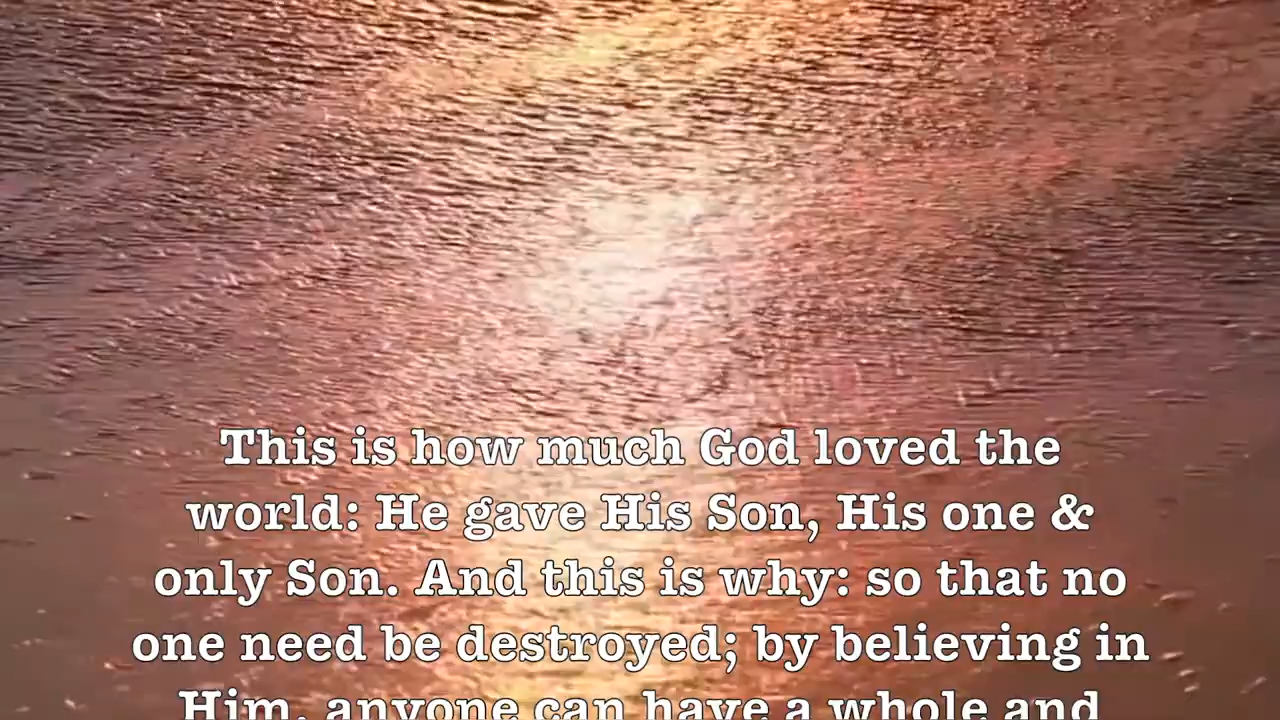 This is how much God loved the
world: He gave His Son, His one &
only Son. And this is why: so that no
one need be destroyed; by believing in
Him, anyone can have a whole and